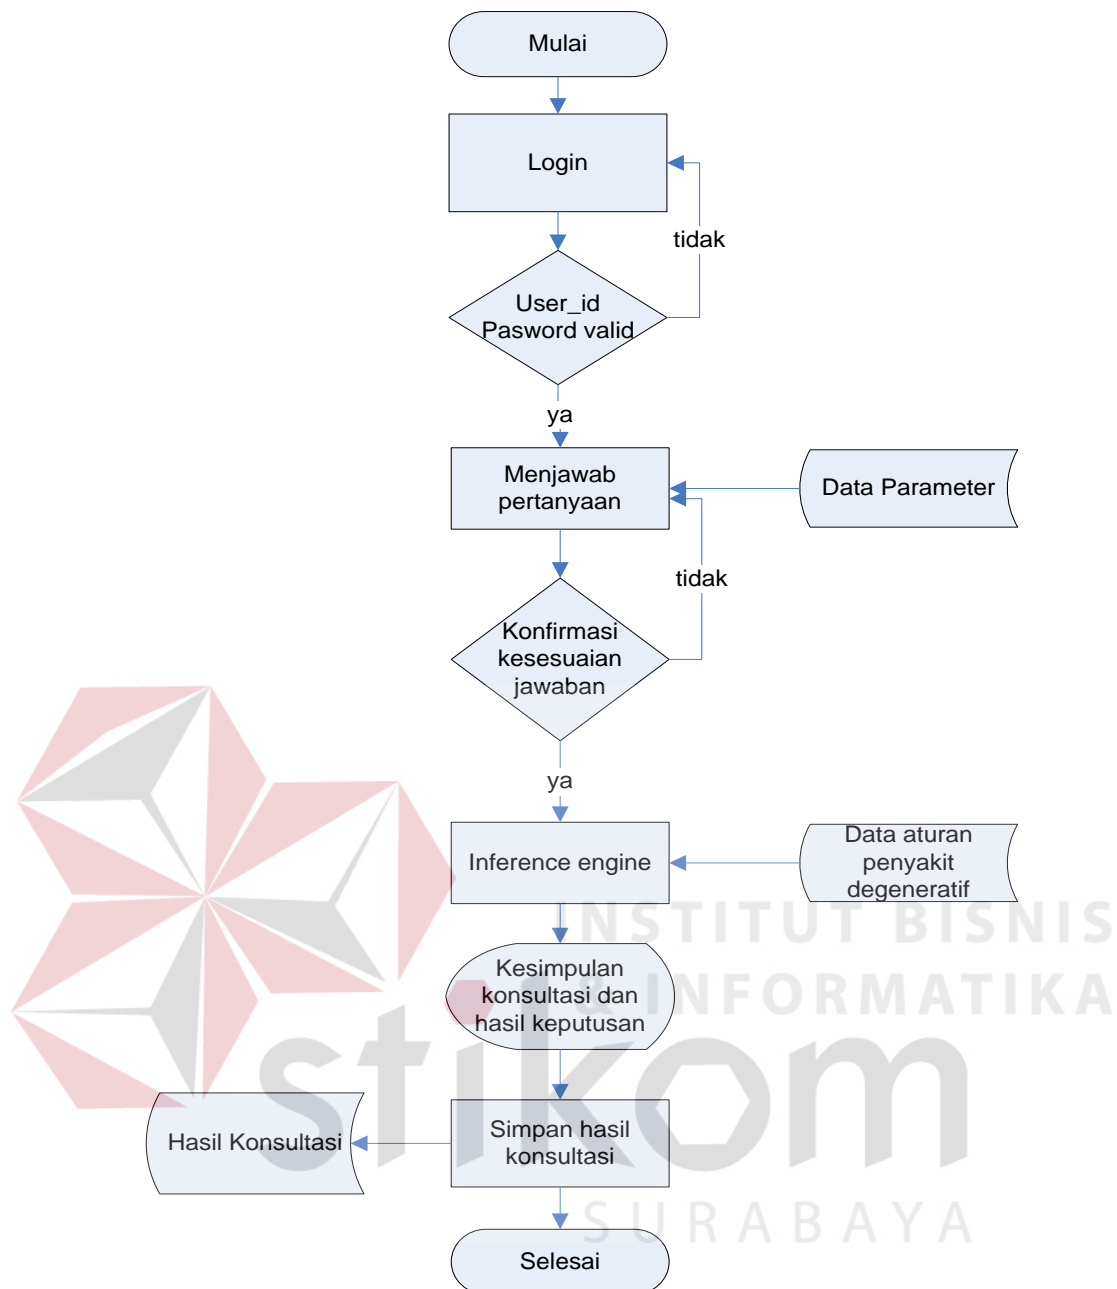 Mulai
Login
tidak
User_id
Pasword valid
ya
Menjawab
pertanyaan
Data Parameter
tidak
Konfirmasi
kesesuaian
jawaban
ya
Inference engine
Data aturan
penyakit
degeneratif
INSTITUT BISNIS
& INFORMATIKA
Kesimpulan
konsultasi dan
hasil keputusan
stikom
Hasil Konsultasi
Simpan hasil
konsultasi
SURABAYA
Selesai